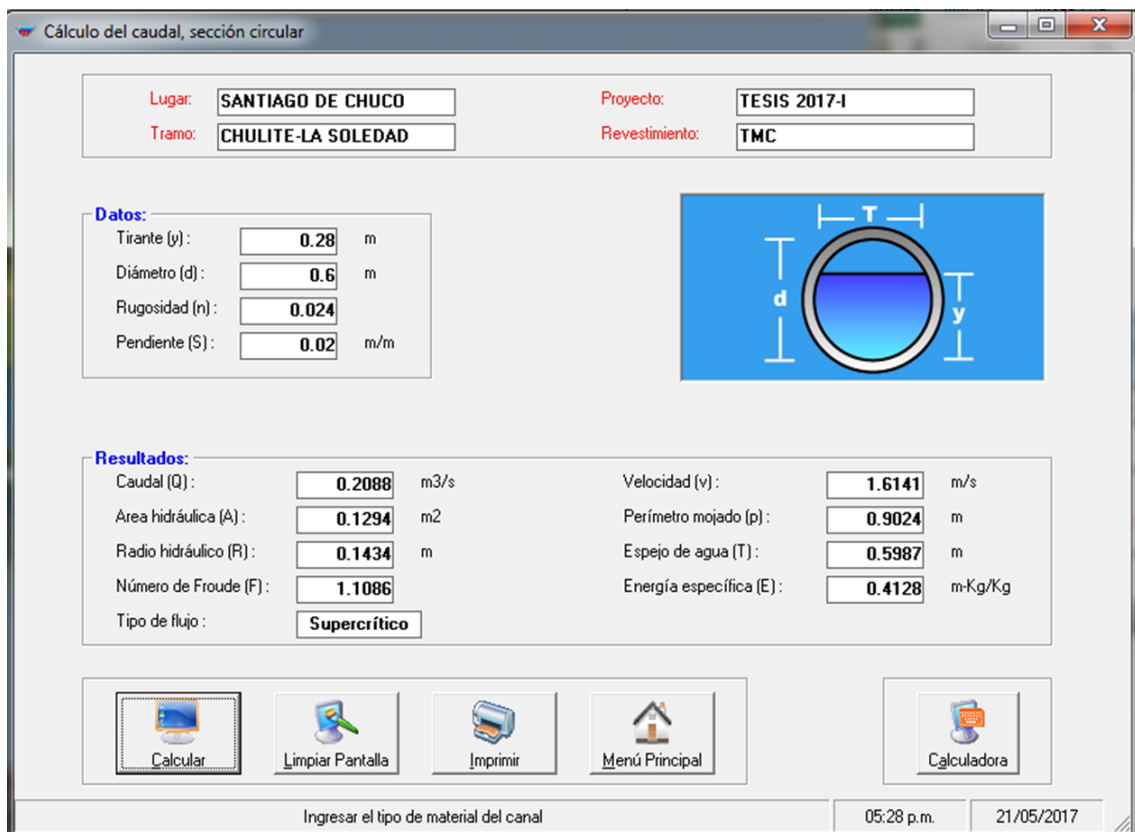 Cálculo del caudal, sección circular
Lugar: SANTIAGO DE CHUCO Proyecto: TESIS 2017-I
Tramo: CHULITE-LA SOLEDAD Revestimiento: TMC
Datos:
Tirante (y) : 0.28 m
Diámetro (d) : 0.6 m
Rugosidad (n) : 0.024
Pendiente (S) : 0.02 m/m
T
d
y
Resultados:
Caudal (Q) : 0.2088 m3/s Velocidad (v) : 1.6141 m/s
Area hidráulica (A) : 0.1294 m2 Perímetro mojado (p) : 0.9024 m
Radio hidráulico (R) : 0.1434 m Espejo de agua (T) : 0.5987 m
Número de Froude (F) : 1.1086 Energía específica (E) : 0.4128 m-Kg/Kg
Tipo de flujo : Supercrítico
Calcular Limpiar Pantalla Imprimir Menú Principal Calculadora
Ingresar el tipo de material del canal 05:28 p.m. 21/05/2017